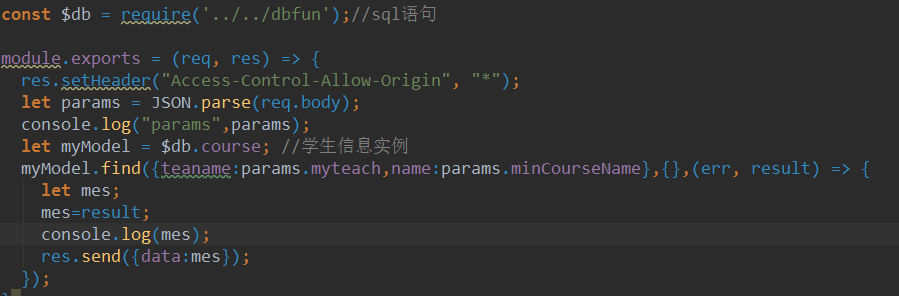 const $db = require('../../dbfun');//sql语句
module.exports = (req, res) => {
res.setHeader("Access-Control-Allow-Origin", "*");
let params = JSON.parse(req.body);
console.log("params",params);
let myModel = $db.course; //学生信息实例
myModel.find({teaname:params.myteach,name:params.minCourseName},{},(err, result) => {
let mes;
mes=result;
console.log(mes);
res.send({data:mes});
});